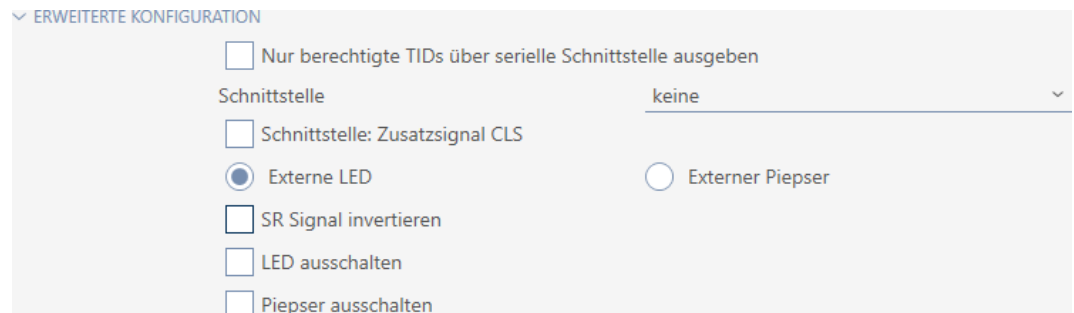 ERWEITERTE KONFIGURATION
Nur berechtigte TIDs über serielle Schnittstelle ausgeben
Schnittstelle keine
Schnittstelle: Zusatzsignal CLS
Externe LED Externer Piepser
SR Signal invertieren
LED ausschalten
Piepser ausschalten